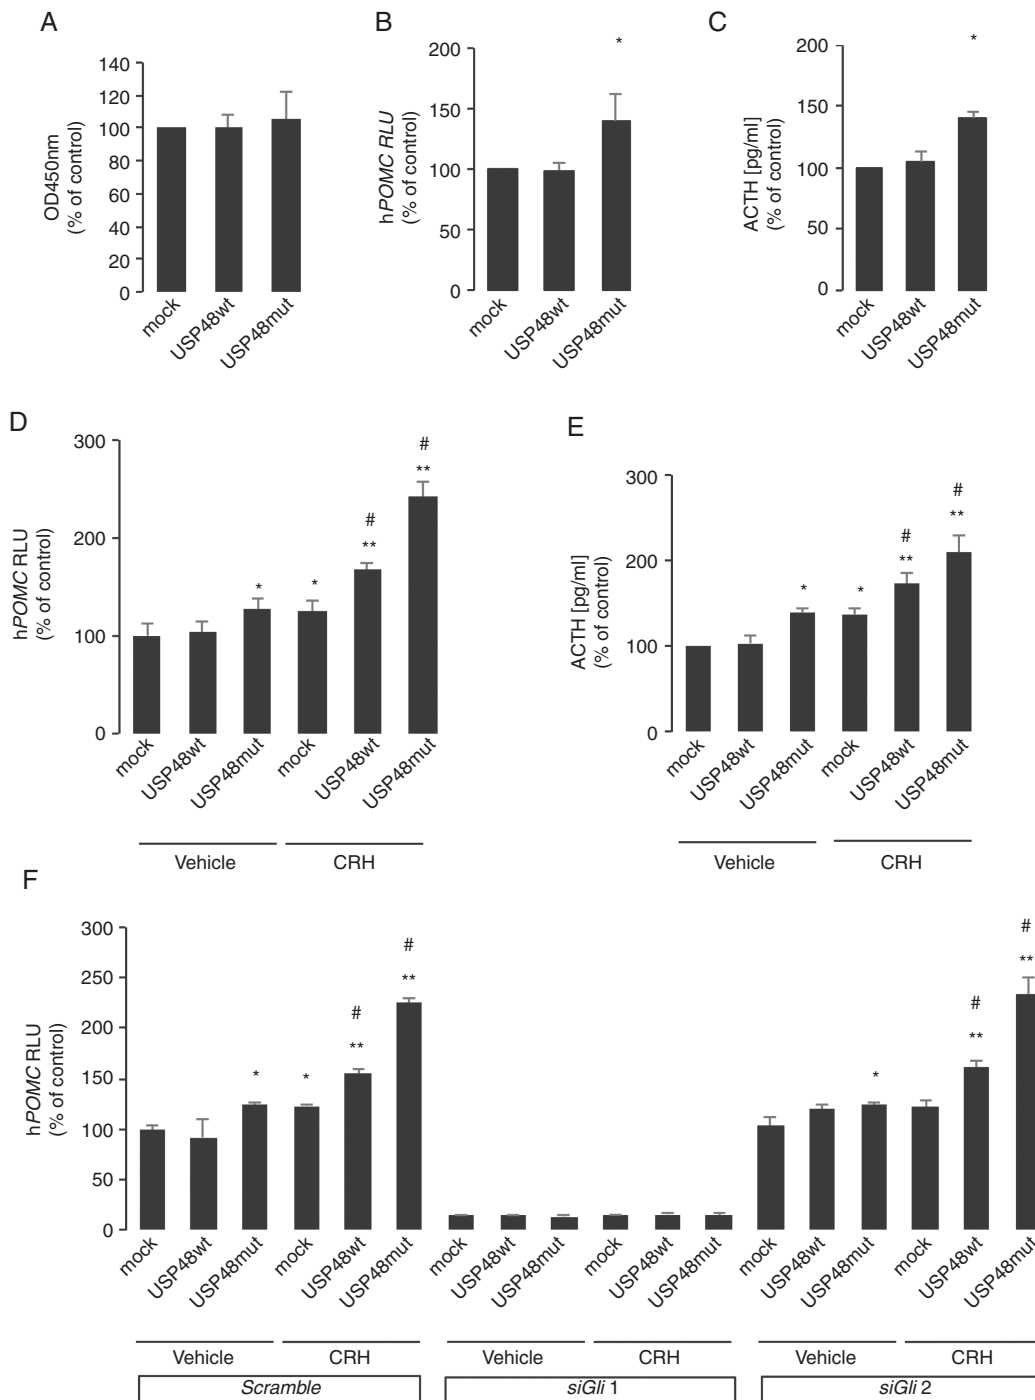 A
OD450nm
(% of control)
140
120
100
80
60
40
20
0
mock
USP48wt
USP48mut
B
hPOMC RLU
(% of control)
200
150
100
50
0
*
mock
USP48wt
USP48mut
C
ACTH [pg/ml]
(% of control)
200
150
100
50
0
*
mock
USP48wt
USP48mut
D
hPOMC RLU
(% of control)
300
200
100
0
* * # ** # **
mock
USP48wt
USP48mut
mock
USP48wt
USP48mut
Vehicle
CRH
E
ACTH [pg/ml]
(% of control)
300
200
100
0
* * # ** # **
mock
USP48wt
USP48mut
mock
USP48wt
USP48mut
Vehicle
CRH
F
hPOMC RLU
(% of control)
300
250
200
150
100
50
0
* * # ** # **
* # ** # **
mock
USP48wt
USP48mut
mock
USP48wt
USP48mut
mock
USP48wt
USP48mut
mock
USP48wt
USP48mut
mock
USP48wt
USP48mut
mock
USP48wt
USP48mut
Vehicle
CRH
Vehicle
CRH
Vehicle
CRH
Scramble
siGli 1
siGli 2